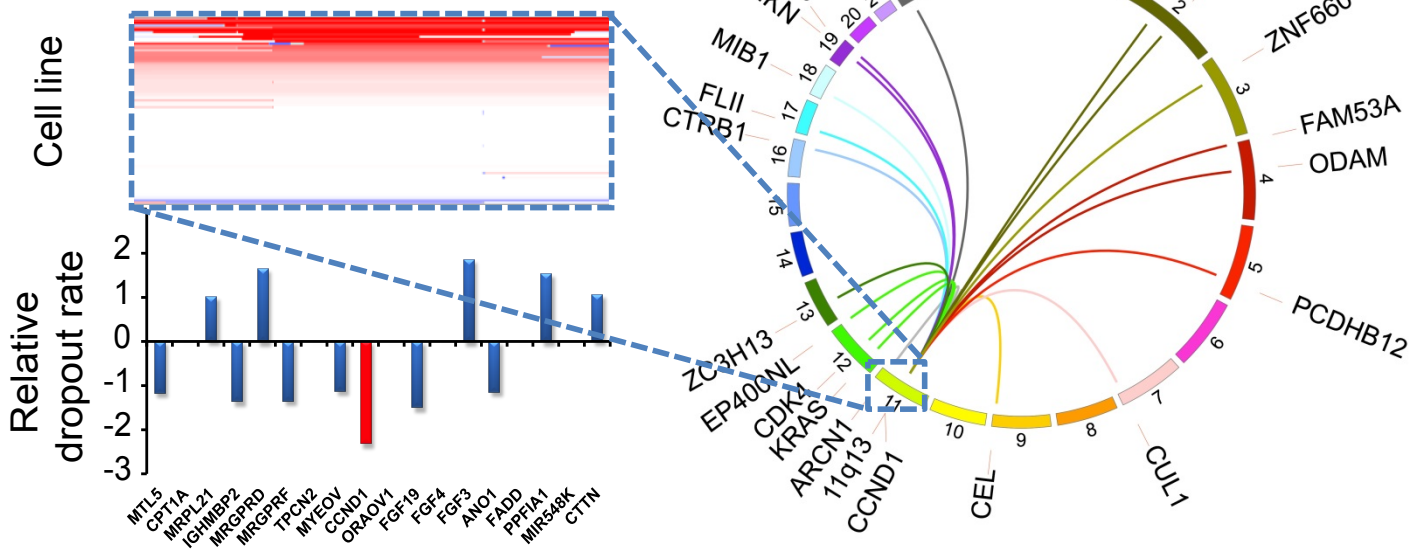 Cell line
Relative
dropout rate
2
1
0
-1
-2
-3
MTL5
CPT1A
MRPL21
IGHMBP2
MRGPRD
MRGPRF
TPCN2
MYEOV
CCND1
ORAOV1
FGF19
FGF4
FGF3
ANO1
FADD
PPFIA1
MIR548K
CTTN
2
ZNF660
3
FAM53A
4
ODAM
5
PCDHB12
6
7
CUL1
8
9
CEL
10
11
CCND1
11q13
ARCN1
KRAS
CDK4
EP400NL
12
ZC3H13
13
14
15
16
CTRB1
17
FLII
18
MIB1
19
20